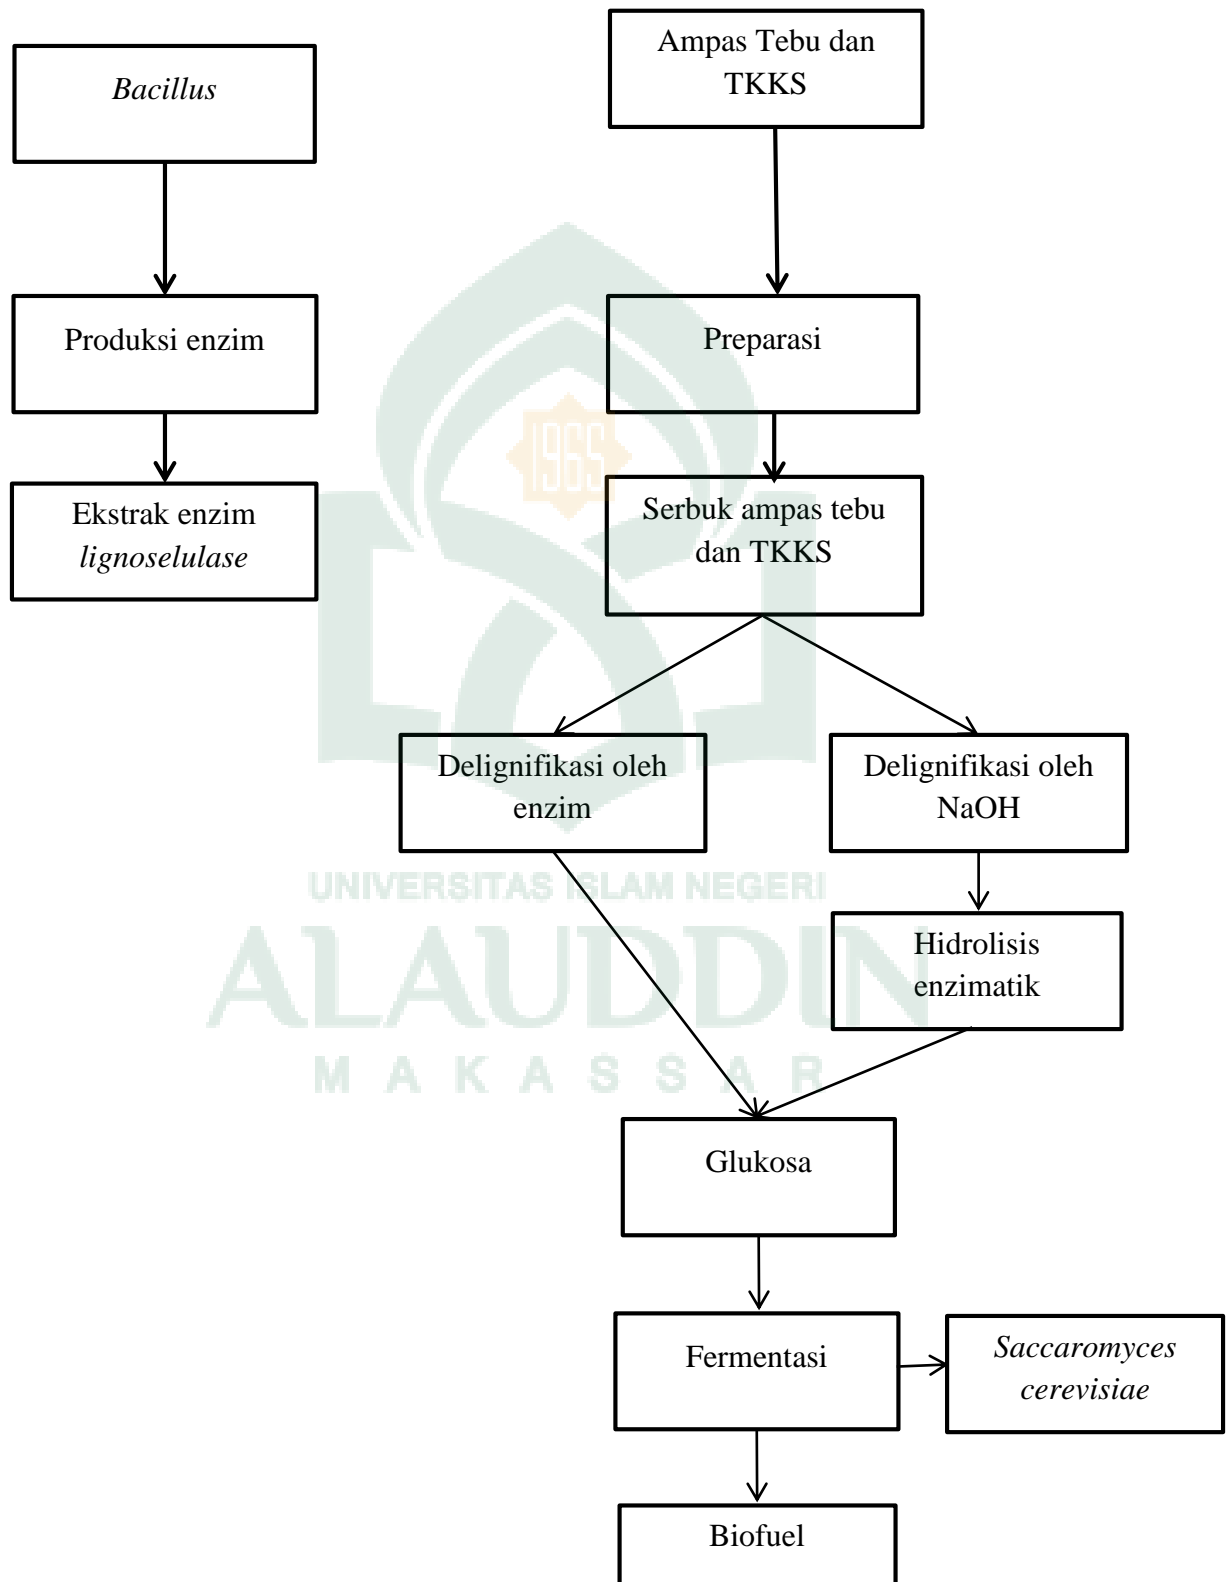 Bacillus
Ampas Tebu dan
TKKS
Produksi enzim
Preparasi
1965
Ekstrak enzim
lignoselulase
Serbuk ampas tebu
dan TKKS
Delignifikasi oleh
enzim
Delignifikasi oleh
NaOH
UNIVERSITAS ISLAM NEGERI
ALAUDDIN
MAKASSAR
Hidrolisis
enzimatik
Glukosa
Fermentasi
Saccaromyces
cerevisiae
Biofuel